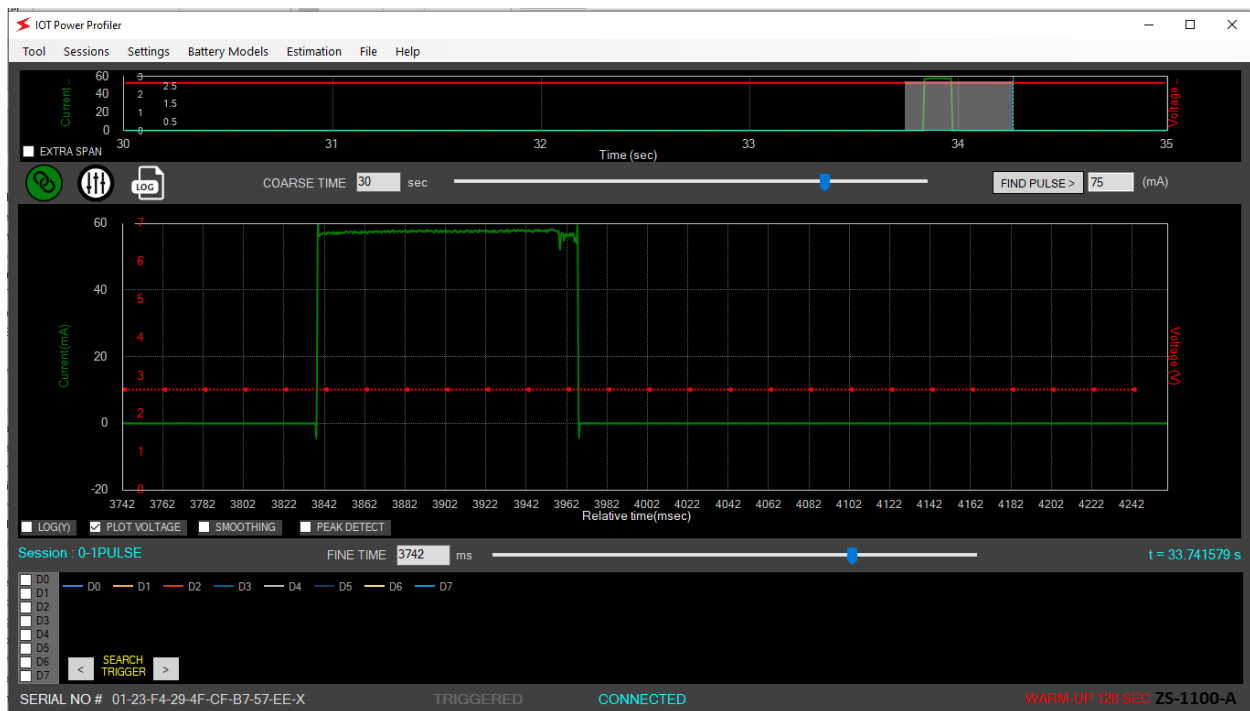 IOT Power Profiler
Tool Sessions Settings Battery Models Estimation File Help
60
40
20
0
Current...
3
2
1
0
2.5
1.5
0.5
Voltage...
30 31 32 33 34 35
Time (sec)
EXTRA SPAN
LOG
COARSE TIME 30 sec
FIND PULSE > 75 (mA)
60
40
20
0
-20
Current(mA)
7
6
5
4
3
2
1
0
Voltage (V)
3742 3762 3782 3802 3822 3842 3862 3882 3902 3922 3942 3962 3982 4002 4022 4042 4062 4082 4102 4122 4142 4162 4182 4202 4222 4242
Relative time(msec)
LOG(Y) PLOT VOLTAGE SMOOTHING PEAK DETECT
Session : 0-1PULSE FINE TIME 3742 ms t = 33.741579 s
D0
D1
D2
D3
D4
D5
D6
D7
D0 D1 D2 D3 D4 D5 D6 D7
< SEARCH TRIGGER >
SERIAL NO # 01-23-F4-29-4F-CF-B7-57-EE-X TRIGGERED CONNECTED WARM-UP 128 SEC ZS-1100-A